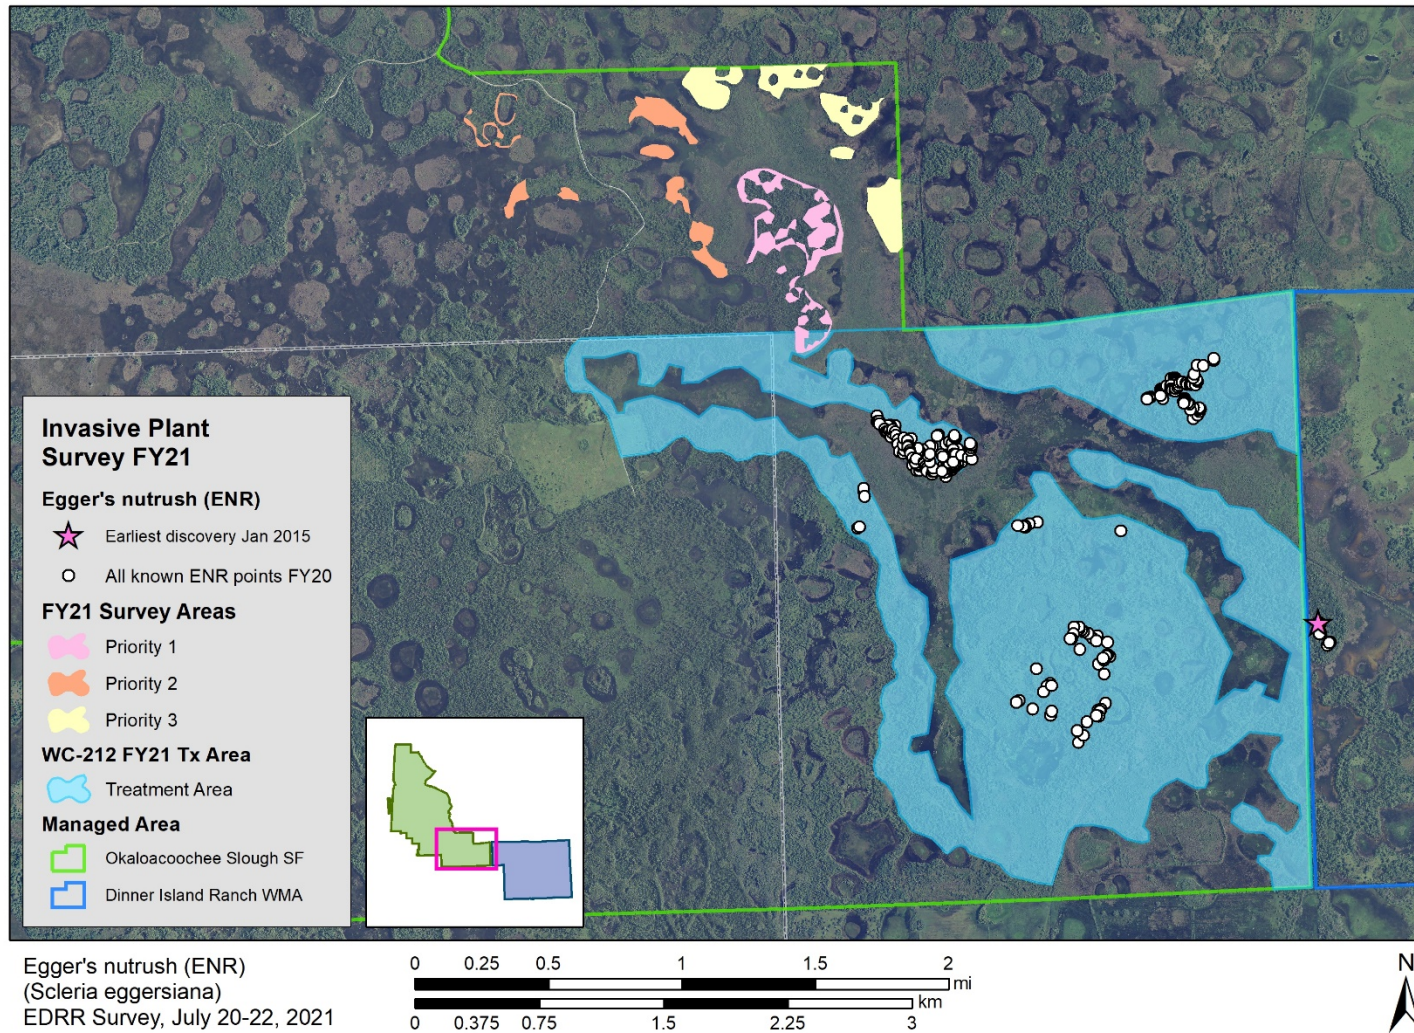 Invasive Plant
Survey FY21
Egger's nutrush (ENR)
Earliest discovery Jan 2015
All known ENR points FY20
FY21 Survey Areas
Priority 1
Priority 2
Priority 3
WC-212 FY21 Tx Area
Treatment Area
Managed Area
Okaloacoochee Slough SF
Dinner Island Ranch WMA
Egger's nutrush (ENR)
(Scleria eggersiana)
EDRR Survey, July 20-22, 2021
0 0.25 0.5 1 1.5 2
mi
km
0 0.375 0.75 1.5 2.25 3
N